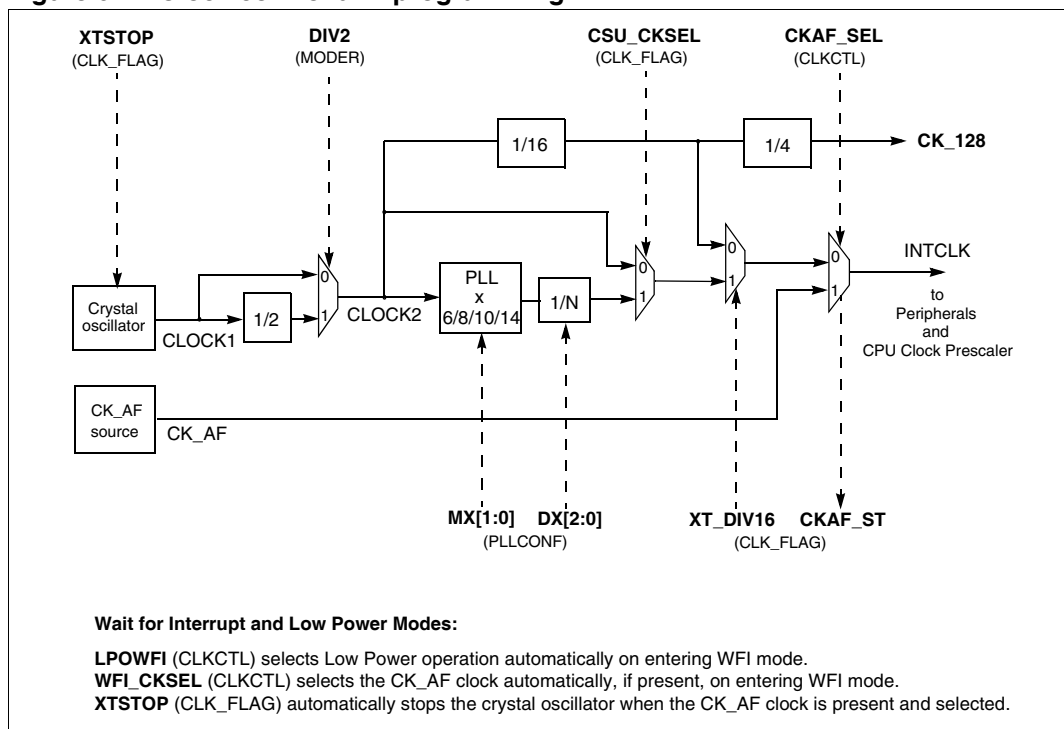 XTSTOP
(CLK_FLAG)
DIV2
(MODER)
CSU_CKSEL
(CLK_FLAG)
CKAF_SEL
(CLKCTL)
1/16
1/4
CK_128
0
1
0
1
0
1
0
1
INTCLK
to
Peripherals
and
CPU Clock Prescaler
Crystal
oscillator
CLOCK1
1/2
CLOCK2
PLL
x
6/8/10/14
1/N
CK_AF
source
CK_AF
MX[1:0]
DX[2:0]
(PLLCONF)
XT_DIV16
(CLK_FLAG)
CKAF_ST
Wait for Interrupt and Low Power Modes:
LPOWFI (CLKCTL) selects Low Power operation automatically on entering WFI mode.
WFI_CKSEL (CLKCTL) selects the CK_AF clock automatically, if present, on entering WFI mode.
XTSTOP (CLK_FLAG) automatically stops the crystal oscillator when the CK_AF clock is present and selected.